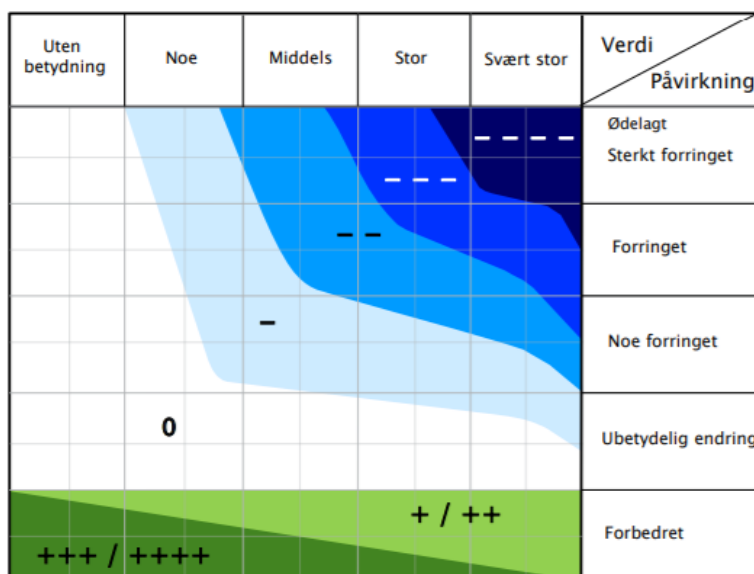 Uten
betydning
Noe
Middels
Stor
Svært stor
Verdi
Påvirkning
– – – –
Ødelagt
Sterkt forringet
– – –
– –
Forringet
–
Noe forringet
0
Ubetydelig endring
+ / ++
+++ / ++++
Forbedret